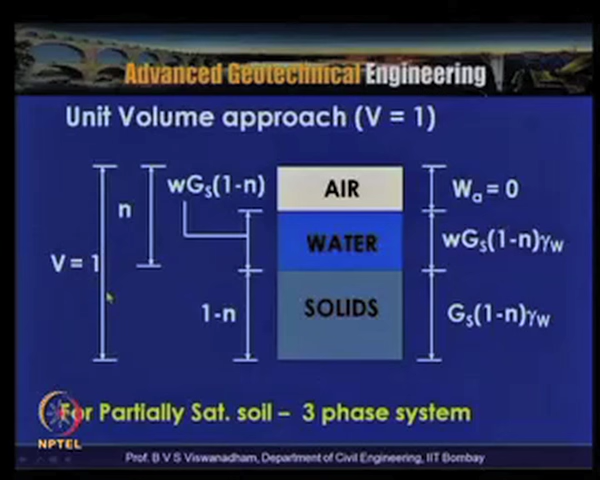 Advanced Geotechnical Engineering
Unit Volume approach (V = 1)
wGs(1-n)
AIR
Wa = 0
n
WATER
wGs(1-n)γw
V = 1
1-n
SOLIDS
Gs(1-n)γw
For Partially Sat. soil – 3 phase system
NPTEL
Prof. B V S Viswanadham, Department of Civil Engineering, IIT Bombay